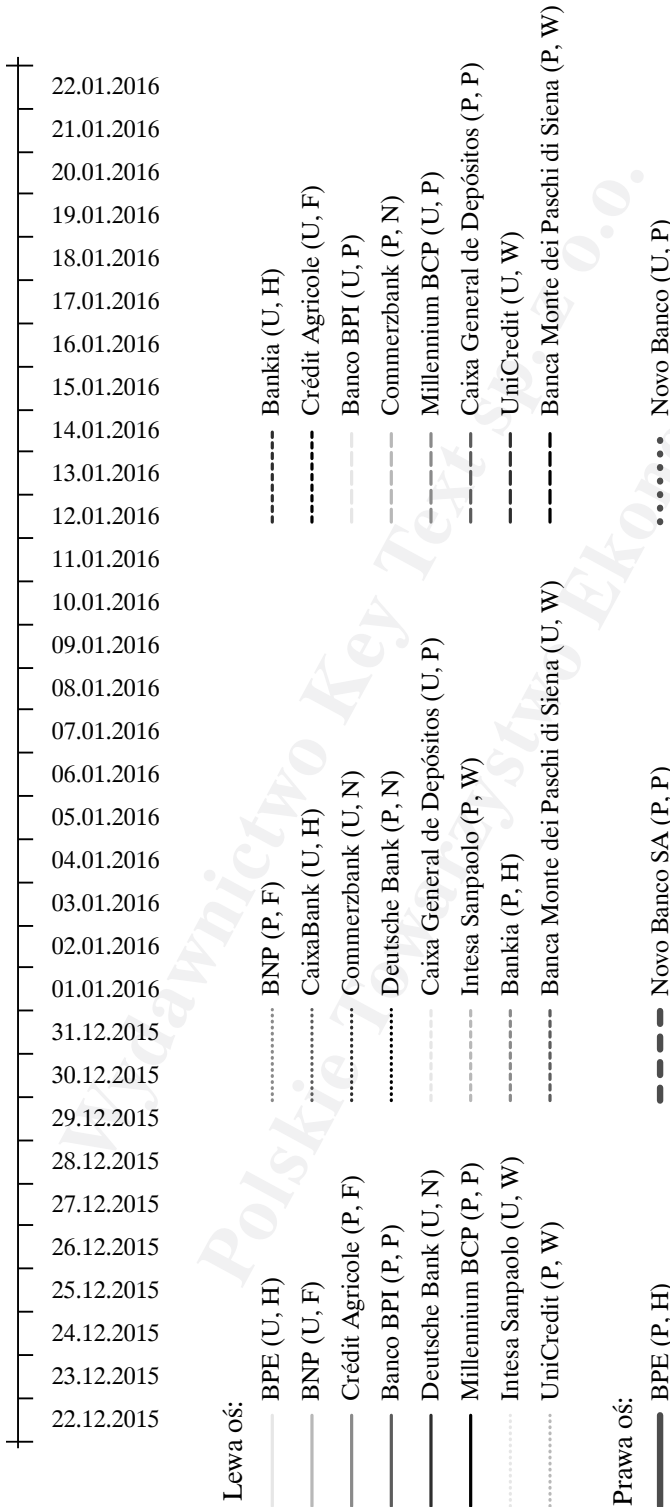 22.12.2015
23.12.2015
24.12.2015
25.12.2015
26.12.2015
27.12.2015
28.12.2015
29.12.2015
30.12.2015
31.12.2015
01.01.2016
02.01.2016
03.01.2016
04.01.2016
05.01.2016
06.01.2016
07.01.2016
08.01.2016
09.01.2016
10.01.2016
11.01.2016
12.01.2016
13.01.2016
14.01.2016
15.01.2016
16.01.2016
17.01.2016
18.01.2016
19.01.2016
20.01.2016
21.01.2016
22.01.2016
Lewa oś:
BPE (U, H)
BNP (U, F)
Crédit Agricole (P, F)
Banco BPI (P, P)
Deutsche Bank (U, N)
Millennium BCP (P, P)
Intesa Sanpaolo (U, W)
UniCredit (P, W)
BNP (P, F)
CaixaBank (U, H)
Commerzbank (U, N)
Deutsche Bank (P, N)
Caixa General de Depósitos (U, P)
Intesa Sanpaolo (P, W)
Bankia (P, H)
Banca Monte dei Paschi di Siena (U, W)
Bankia (U, H)
Crédit Agricole (U, F)
Banco BPI (U, P)
Commerzbank (P, N)
Millennium BCP (U, P)
Caixa General de Depósitos (P, P)
UniCredit (U, W)
Banca Monte dei Paschi di Siena (P, W)
Prawa oś:
BPE (P, H)
Novo Banco SA (P, P)
Novo Banco (U, P)
Wydawnictwo Key Text sp. z o.o.
Polskie Towarzystwo